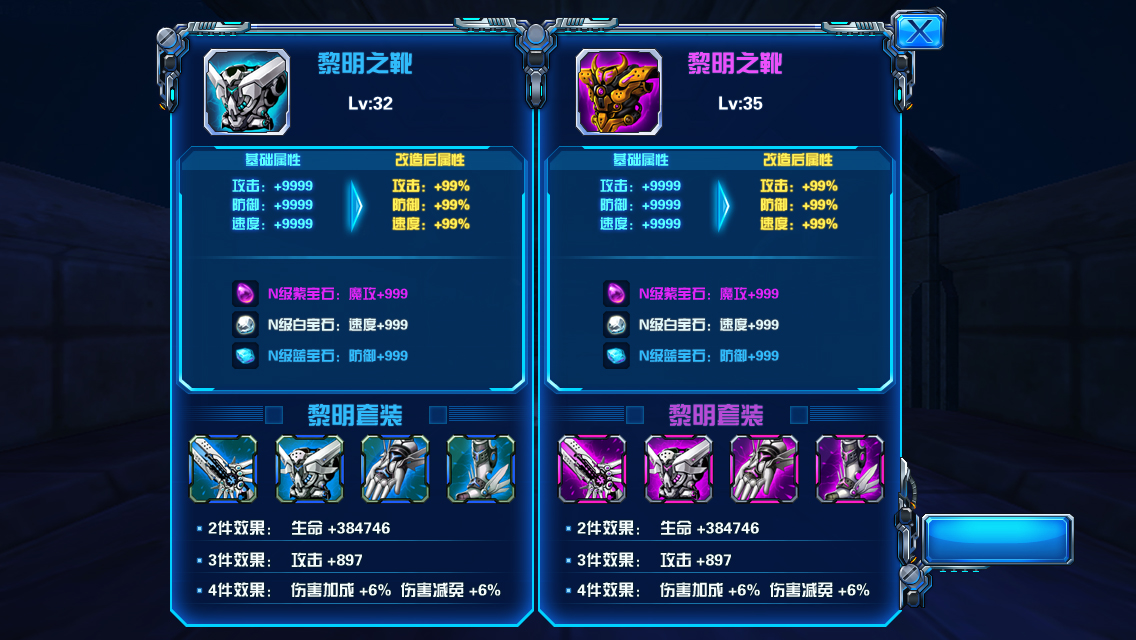 黎明之靴
Lv:32
基础属性 改造后属性
攻击：+9999 攻击：+99%
防御：+9999 防御：+99%
速度：+9999 速度：+99%
N级紫宝石：魔攻+999
N级白宝石：速度+999
N级蓝宝石：防御+999
黎明套装
2件效果： 生命 +384746
3件效果： 攻击 +897
4件效果： 伤害加成 +6% 伤害减免 +6%
黎明之靴
Lv:35
基础属性 改造后属性
攻击：+9999 攻击：+99%
防御：+9999 防御：+99%
速度：+9999 速度：+99%
N级紫宝石：魔攻+999
N级白宝石：速度+999
N级蓝宝石：防御+999
黎明套装
2件效果： 生命 +384746
3件效果： 攻击 +897
4件效果： 伤害加成 +6% 伤害减免 +6%